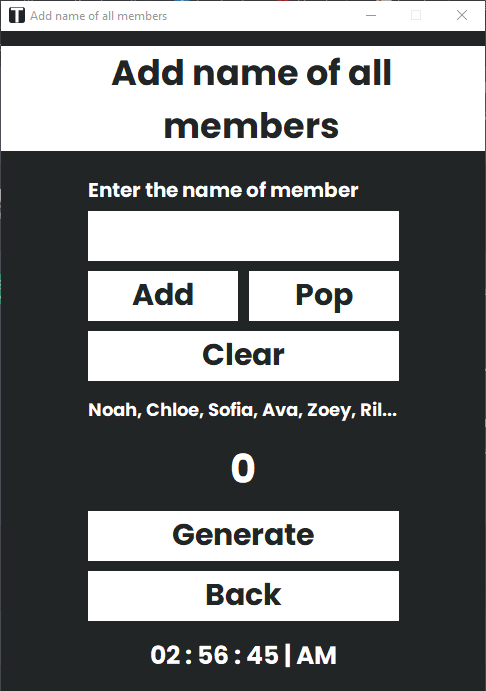 Add name of all members
Add name of all
members
Enter the name of member
Add
Pop
Clear
Noah, Chloe, Sofia, Ava, Zoey, Ril...
0
Generate
Back
02 : 56 : 45 | AM